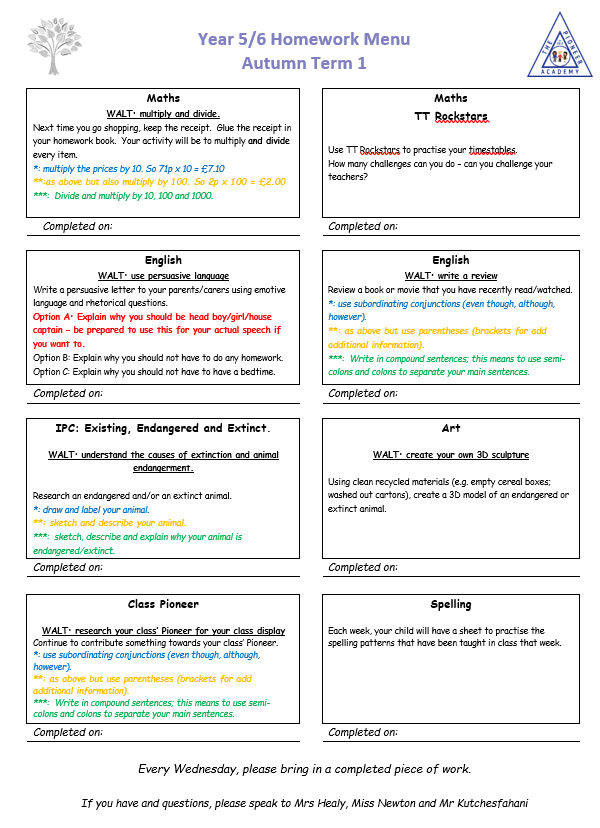 Year 5/6 Homework Menu
Autumn Term 1
THE PIONEER
ACADEMY
Maths
WALT: multiply and divide.
Next time you go shopping, keep the receipt. Glue the receipt in
your homework book. Your activity will be to multiply and divide
every item.
*: multiply the prices by 10. So 71p x 10 = £7.10
**:as above but also multiply by 100. So 2p x 100 = £2.00
***: Divide and multiply by 10, 100 and 1000.
Completed on:
Maths
TT Rockstars
Use TT Rockstars to practise your timestables.
How many challenges can you do – can you challenge your
teachers?
Completed on:
English
WALT: use persuasive language
Write a persuasive letter to your parents/carers using emotive
language and rhetorical questions.
Option A: Explain why you should be head boy/girl/house
captain – be prepared to use this for your actual speech if
you want to.
Option B: Explain why you should not have to do any homework.
Option C: Explain why you should not have to have a bedtime.
Completed on:
English
WALT: write a review
Review a book or movie that you have recently read/watched.
*: use subordinating conjunctions (even though, although,
however).
**: as above but use parentheses (brackets for add
additional information).
***: Write in compound sentences; this means to use semi-
colons and colons to separate your main sentences.
Completed on:
IPC: Existing, Endangered and Extinct.
WALT: understand the causes of extinction and animal
endangerment.
Research an endangered and/or an extinct animal.
*: draw and label your animal.
**: sketch and describe your animal.
***: sketch, describe and explain why your animal is
endangered/extinct.
Completed on:
Art
WALT: create your own 3D sculpture
Using clean recycled materials (e.g. empty cereal boxes;
washed out cartons), create a 3D model of an endangered or
extinct animal.
Completed on:
Class Pioneer
WALT: research your class' Pioneer for your class display
Continue to contribute something towards your class' Pioneer.
*: use subordinating conjunctions (even though, although,
however).
**: as above but use parentheses (brackets for add
additional information).
***: Write in compound sentences; this means to use semi-
colons and colons to separate your main sentences.
Completed on:
Spelling
Each week, your child will have a sheet to practise the
spelling patterns that have been taught in class that week.
Completed on:
Every Wednesday, please bring in a completed piece of work.
If you have and questions, please speak to Mrs Healy, Miss Newton and Mr Kutchesfahani